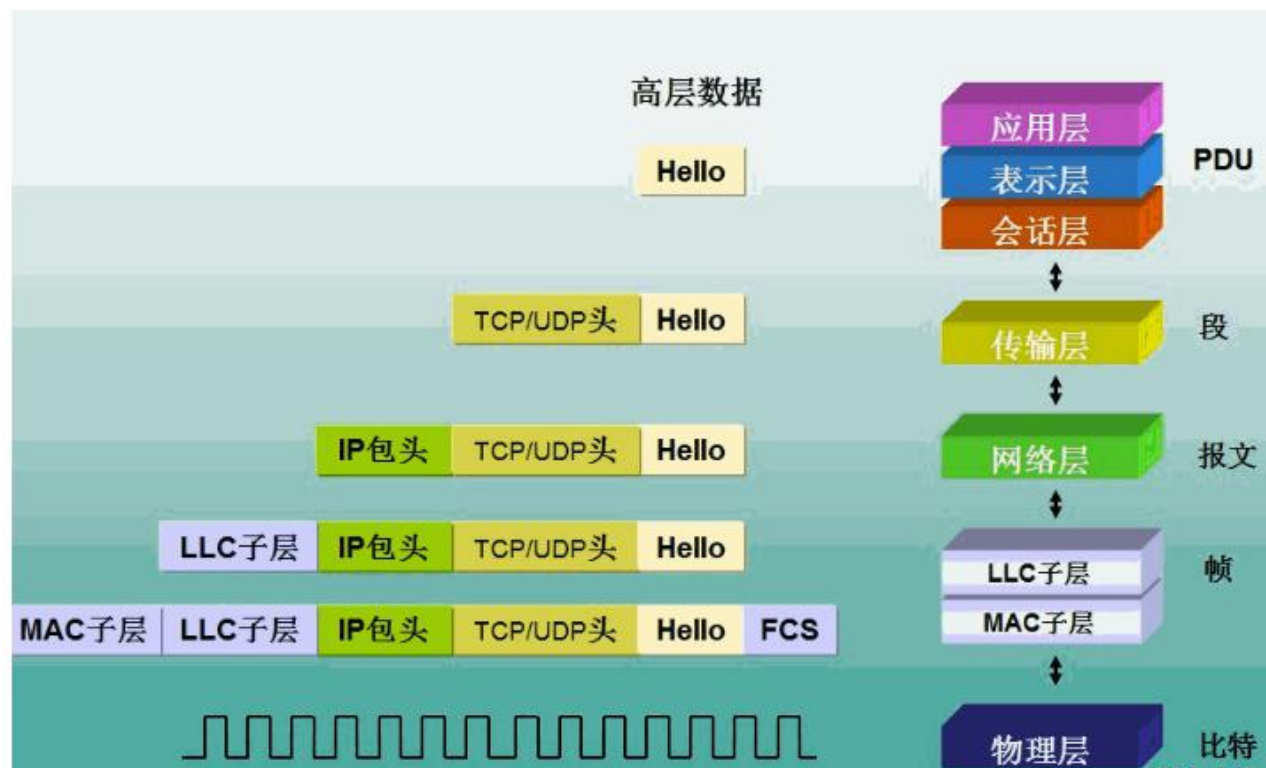 高层数据
应用层
Hello
表示层
PDU
会话层
TCP/UDP头 Hello
传输层
段
IP包头 TCP/UDP头 Hello
网络层
报文
LLC子层 IP包头 TCP/UDP头 Hello
LLC子层
帧
MAC子层 LLC子层 IP包头 TCP/UDP头 Hello FCS
MAC子层
物理层
比特